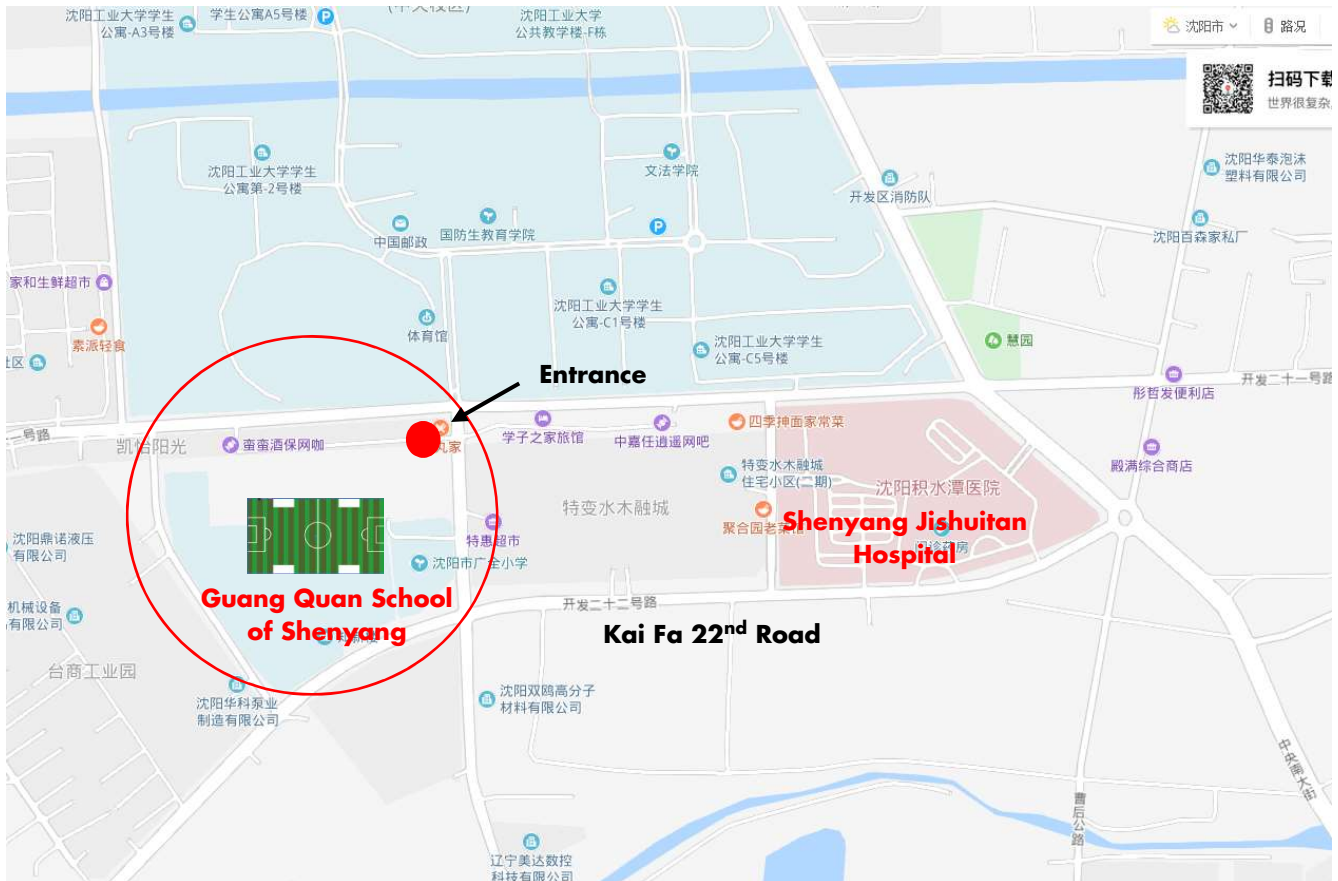 沈阳工业大学学生
公寓-A3号楼
学生公寓A5号楼
P
沈阳工业大学
公共教学楼-F栋
沈阳市
路况
扫码下载
世界很复杂
沈阳工业大学学生
公寓第-2号楼
文法学院
开发区消防队
沈阳华泰泡沫
塑料有限公司
中国邮政
国防生教育学院
P
沈阳百森家私厂
家和生鲜超市
沈阳工业大学学生
公寓-C1号楼
体育馆
素派轻食
社区
沈阳工业大学学生
公寓-C5号楼
慧园
Entrance
开发二十一号路
彤哲发便利店
号路
凯怡阳光
蛮蛮酒保网咖
丸家
学子之家旅馆
中嘉任逍遥网吧
四季抻面家常菜
殿满综合商店
特变水木融城
住宅小区(二期)
沈阳积水潭医院
特变水木融城
聚合园老菜馆
Shenyang Jishuitan
Hospital
门诊药房
沈阳鼎诺液压
有限公司
特惠超市
沈阳市广全小学
Guang Quan School
of Shenyang
机械设备
有限公司
开发二十二号路
Kai Fa 22nd Road
台商工业园
沈阳华科泵业
制造有限公司
沈阳双鸥高分子
材料有限公司
中央南大街
曹后公路
辽宁美达数控
科技有限公司